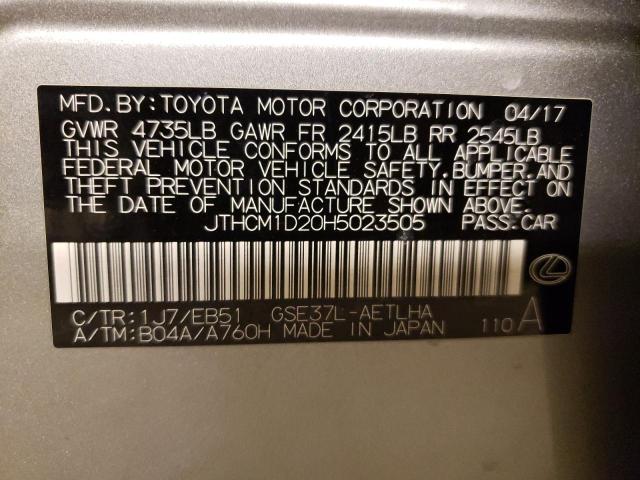 MFD.BY:TOYOTA MOTOR CORPORATION 04/17
GVWR 4735LB GAWR FR 2415LB RR 2545LB
THIS VEHICLE CONFORMS TO ALL APPLICABLE
FEDERAL MOTOR VEHICLE SAFETY,BUMPER,AND
THEFT PREVENTION STANDARDS IN EFFECT ON
THE DATE OF MANUFACTURE SHOWN ABOVE.
JTHCM1D20H5023505 PASS.CAR
C/TR:1J7/EB51 GSE37L-AETLHA
A/TM:B04A/A760H MADE IN JAPAN 110A